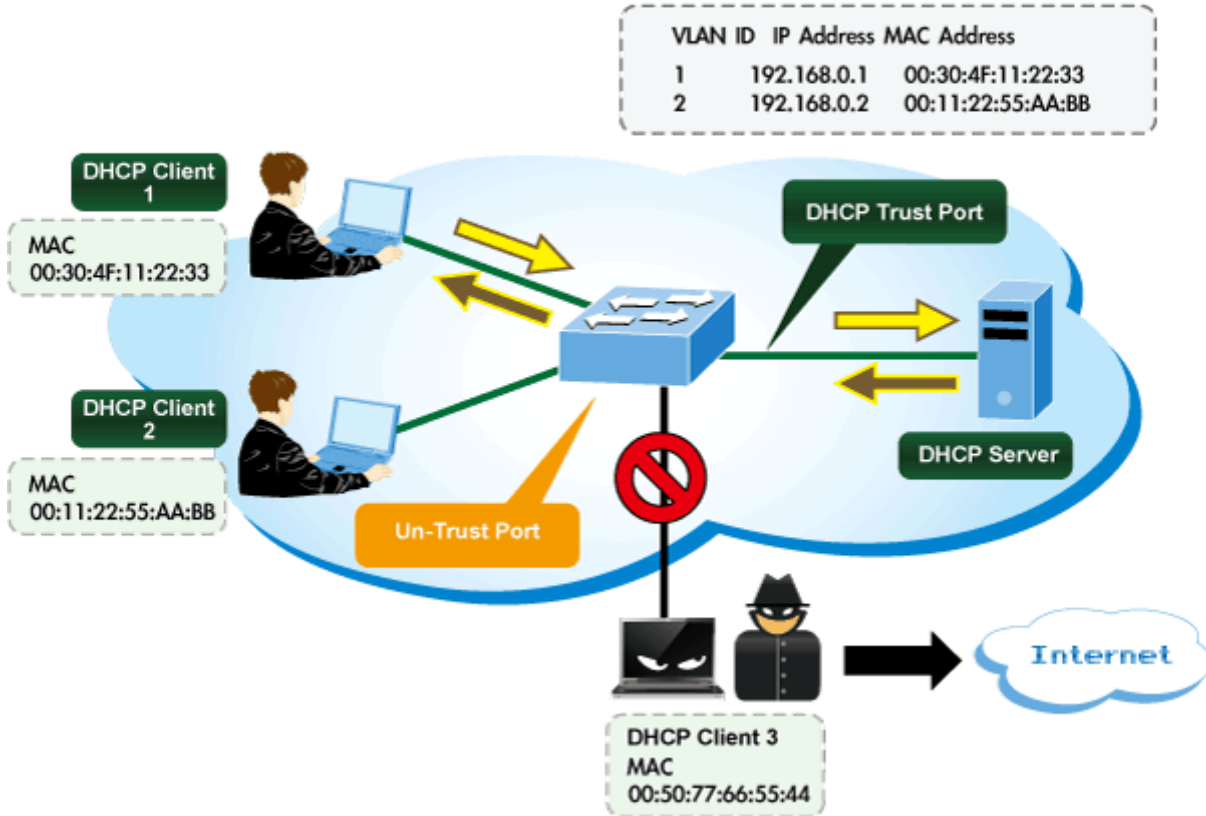 VLAN ID IP Address MAC Address
1 192.168.0.1 00:30:4F:11:22:33
2 192.168.0.2 00:11:22:55:AA:BB
DHCP Client
1
MAC
00:30:4F:11:22:33
DHCP Trust Port
DHCP Client
2
MAC
00:11:22:55:AA:BB
Un-Trust Port
DHCP Server
Internet
DHCP Client 3
MAC
00:50:77:66:55:44